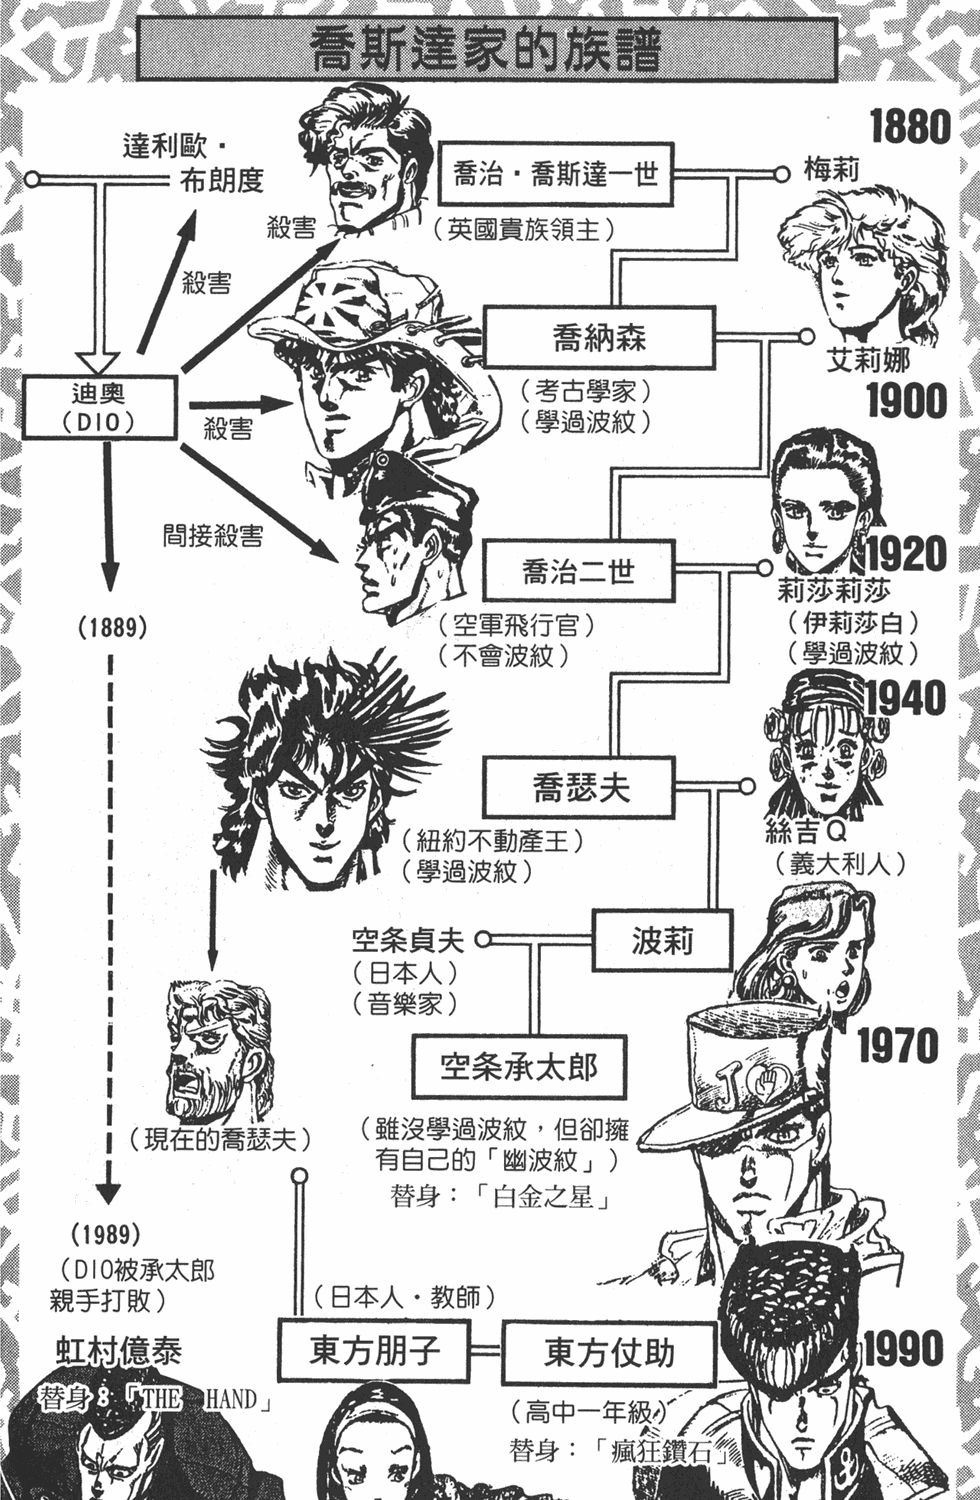 喬斯達家的族譜
1880
達利歐・
布朗度
殺害
喬治・喬斯達一世
梅莉
(英國貴族領主)
殺害
喬納森
艾莉娜
(考古學家)
(學過波紋)
1900
迪奧
(DIO)
殺害
間接殺害
喬治二世
1920
莉莎莉莎
(伊莉莎白)
(學過波紋)
(空軍飛行官)
(不會波紋)
(1889)
1940
喬瑟夫
絲吉Q
(義大利人)
(紐約不動產王)
(學過波紋)
空条貞夫
(日本人)
(音樂家)
波莉
1970
空条承太郎
(現在的喬瑟夫)
(雖沒學過波紋，但卻擁
有自己的「幽波紋」)
替身：「白金之星」
J
(1989)
(DIO被承太郎
親手打敗)
(日本人・教師)
1990
虹村億泰
替身：「THE HAND」
東方朋子
東方仗助
(高中一年級)
替身：「瘋狂鑽石」